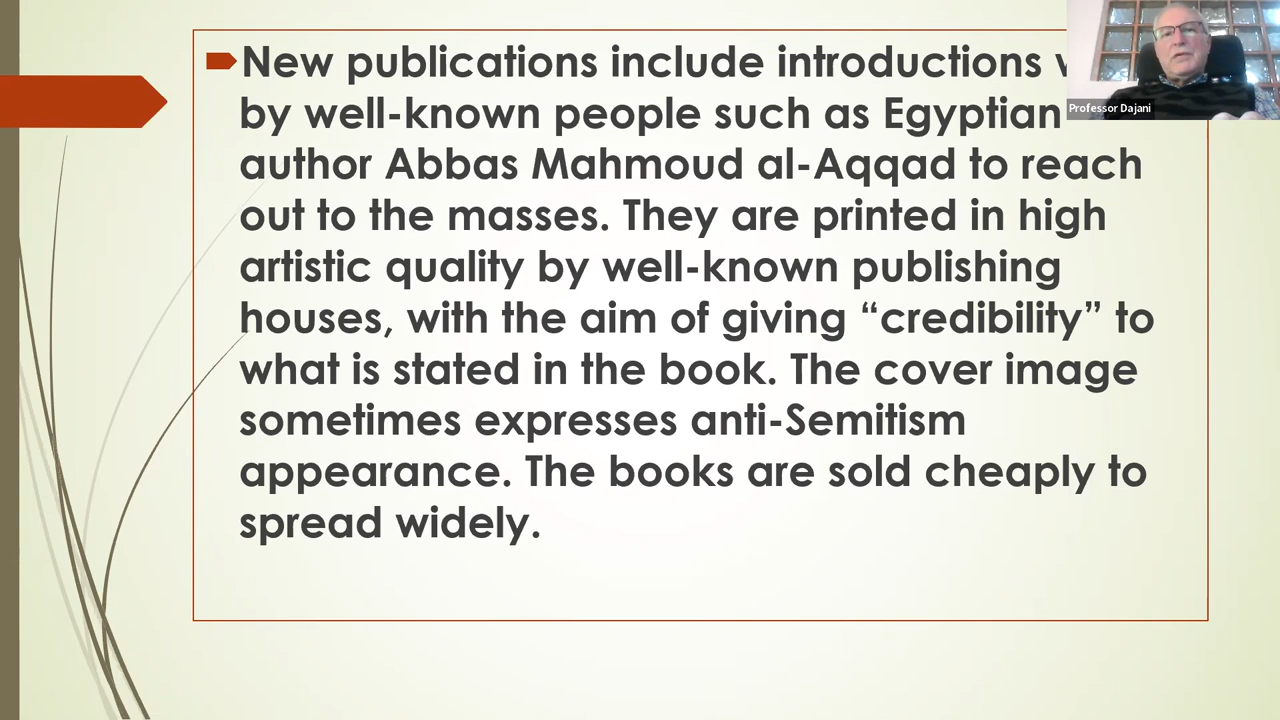 New publications include introductions
by well-known people such as Egyptian
author Abbas Mahmoud al-Aqqad to reach
out to the masses. They are printed in high
artistic quality by well-known publishing
houses, with the aim of giving “credibility” to
what is stated in the book. The cover image
sometimes expresses anti-Semitism
appearance. The books are sold cheaply to
spread widely.
Professor Dajani